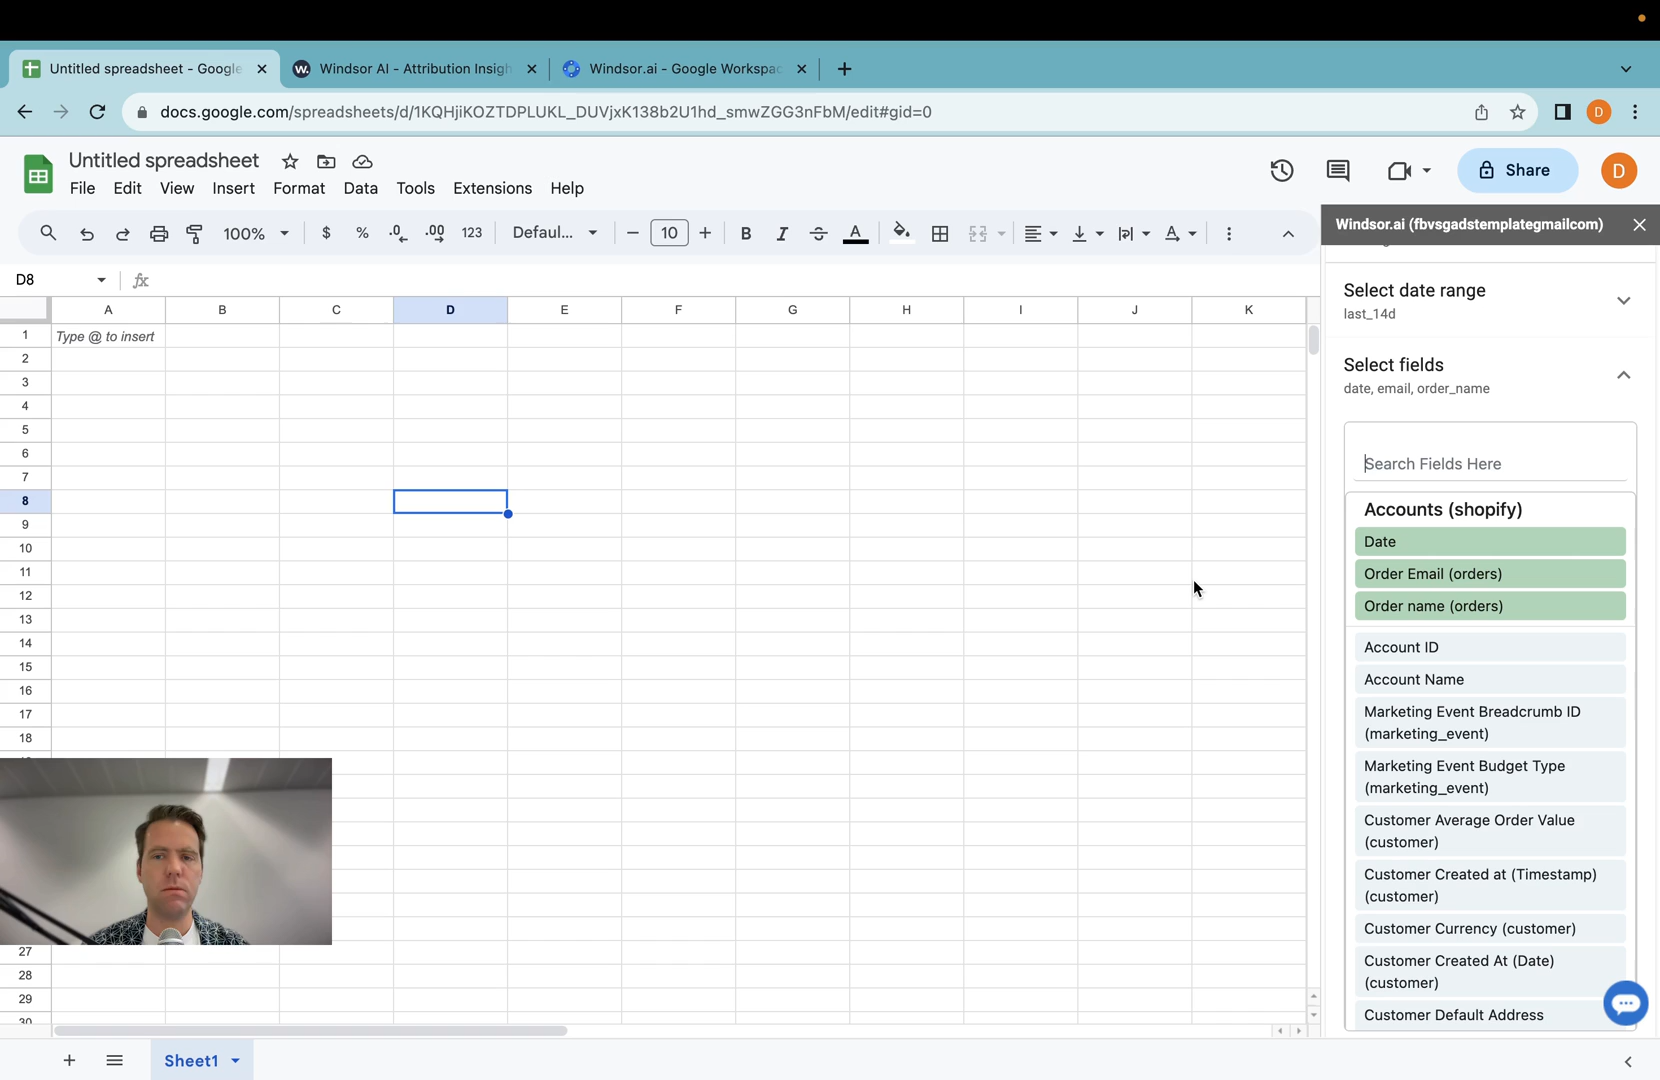 Untitled spreadsheet - Google
Windsor AI - Attribution Insigh
Windsor.ai - Google Workspac
docs.google.com/spreadsheets/d/1KQHjiKOZTDPLUKL_DUVjxK138b2U1hd_smwZGG3nFbM/edit#gid=0
D
Untitled spreadsheet
File Edit View Insert Format Data Tools Extensions Help
Share
D
100% $ % .0 .00 123 Defaul... 10 B I S A
Windsor.ai (fbvsgadstemplategmailcom)
D8
fx
A B C D E F G H I J K
1 Type @ to insert
2
3
4
5
6
7
8
9
10
11
12
13
14
15
16
17
18
27
28
29
30
Select date range
last_14d
Select fields
date, email, order_name
Search Fields Here
Accounts (shopify)
Date
Order Email (orders)
Order name (orders)
Account ID
Account Name
Marketing Event Breadcrumb ID
(marketing_event)
Marketing Event Budget Type
(marketing_event)
Customer Average Order Value
(customer)
Customer Created at (Timestamp)
(customer)
Customer Currency (customer)
Customer Created At (Date)
(customer)
Customer Default Address
Sheet1